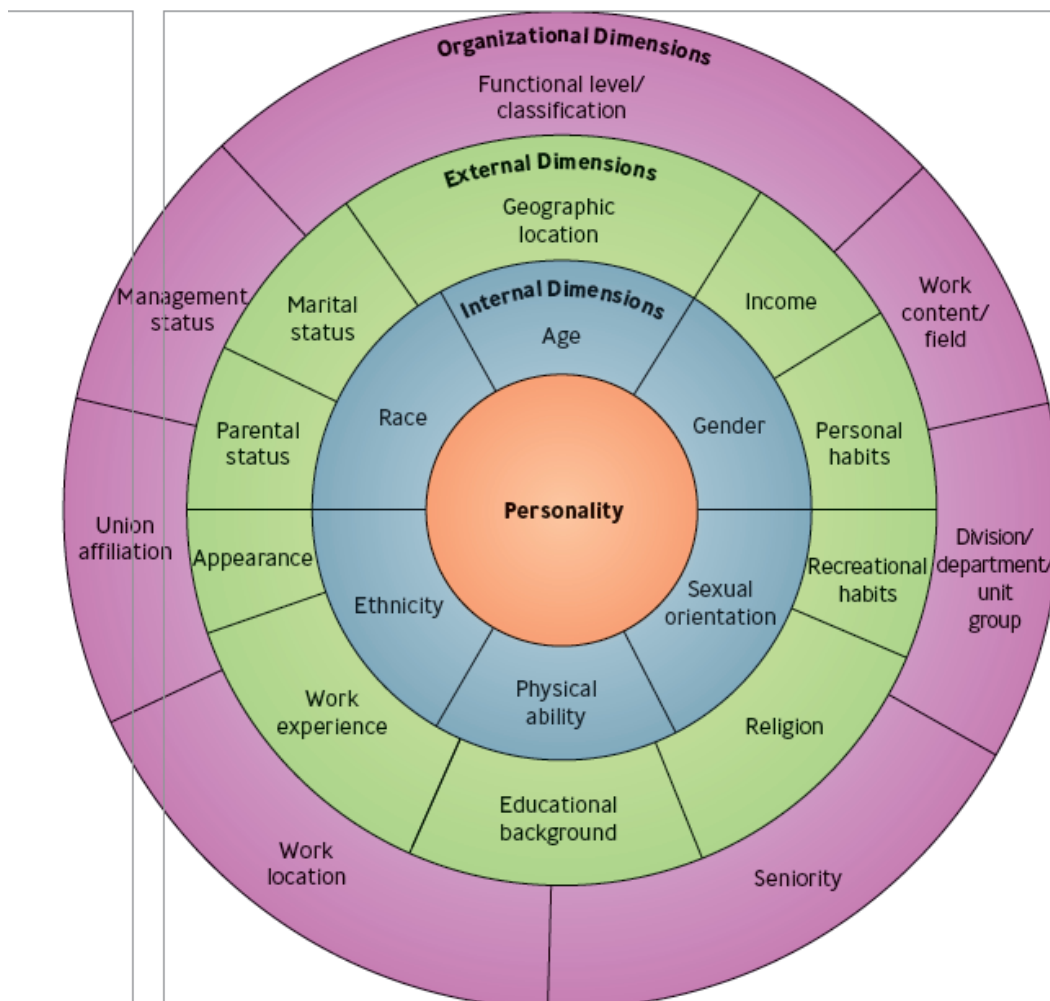 Organizational Dimensions
Functional level/
classification
External Dimensions
Geographic
location
Internal Dimensions
Age
Marital
status
Income
Management
status
Work
content/
field
Race
Gender
Parental
status
Personal
habits
Personality
Union
affiliation
Appearance
Ethnicity
Sexual
orientation
Recreational
habits
Division/
department/
unit
group
Physical
ability
Work
experience
Religion
Educational
background
Work
location
Seniority